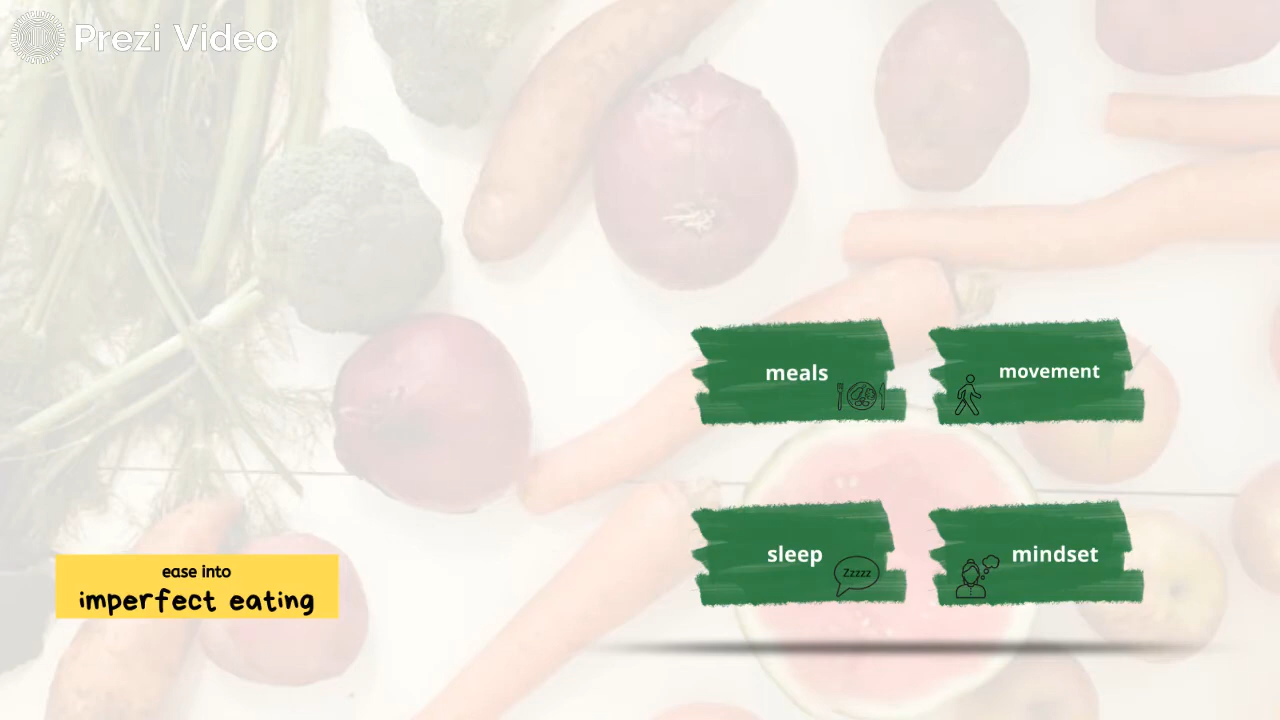 Prezi Video
meals
movement
sleep
Zzzzz
mindset
ease into
imperfect eating